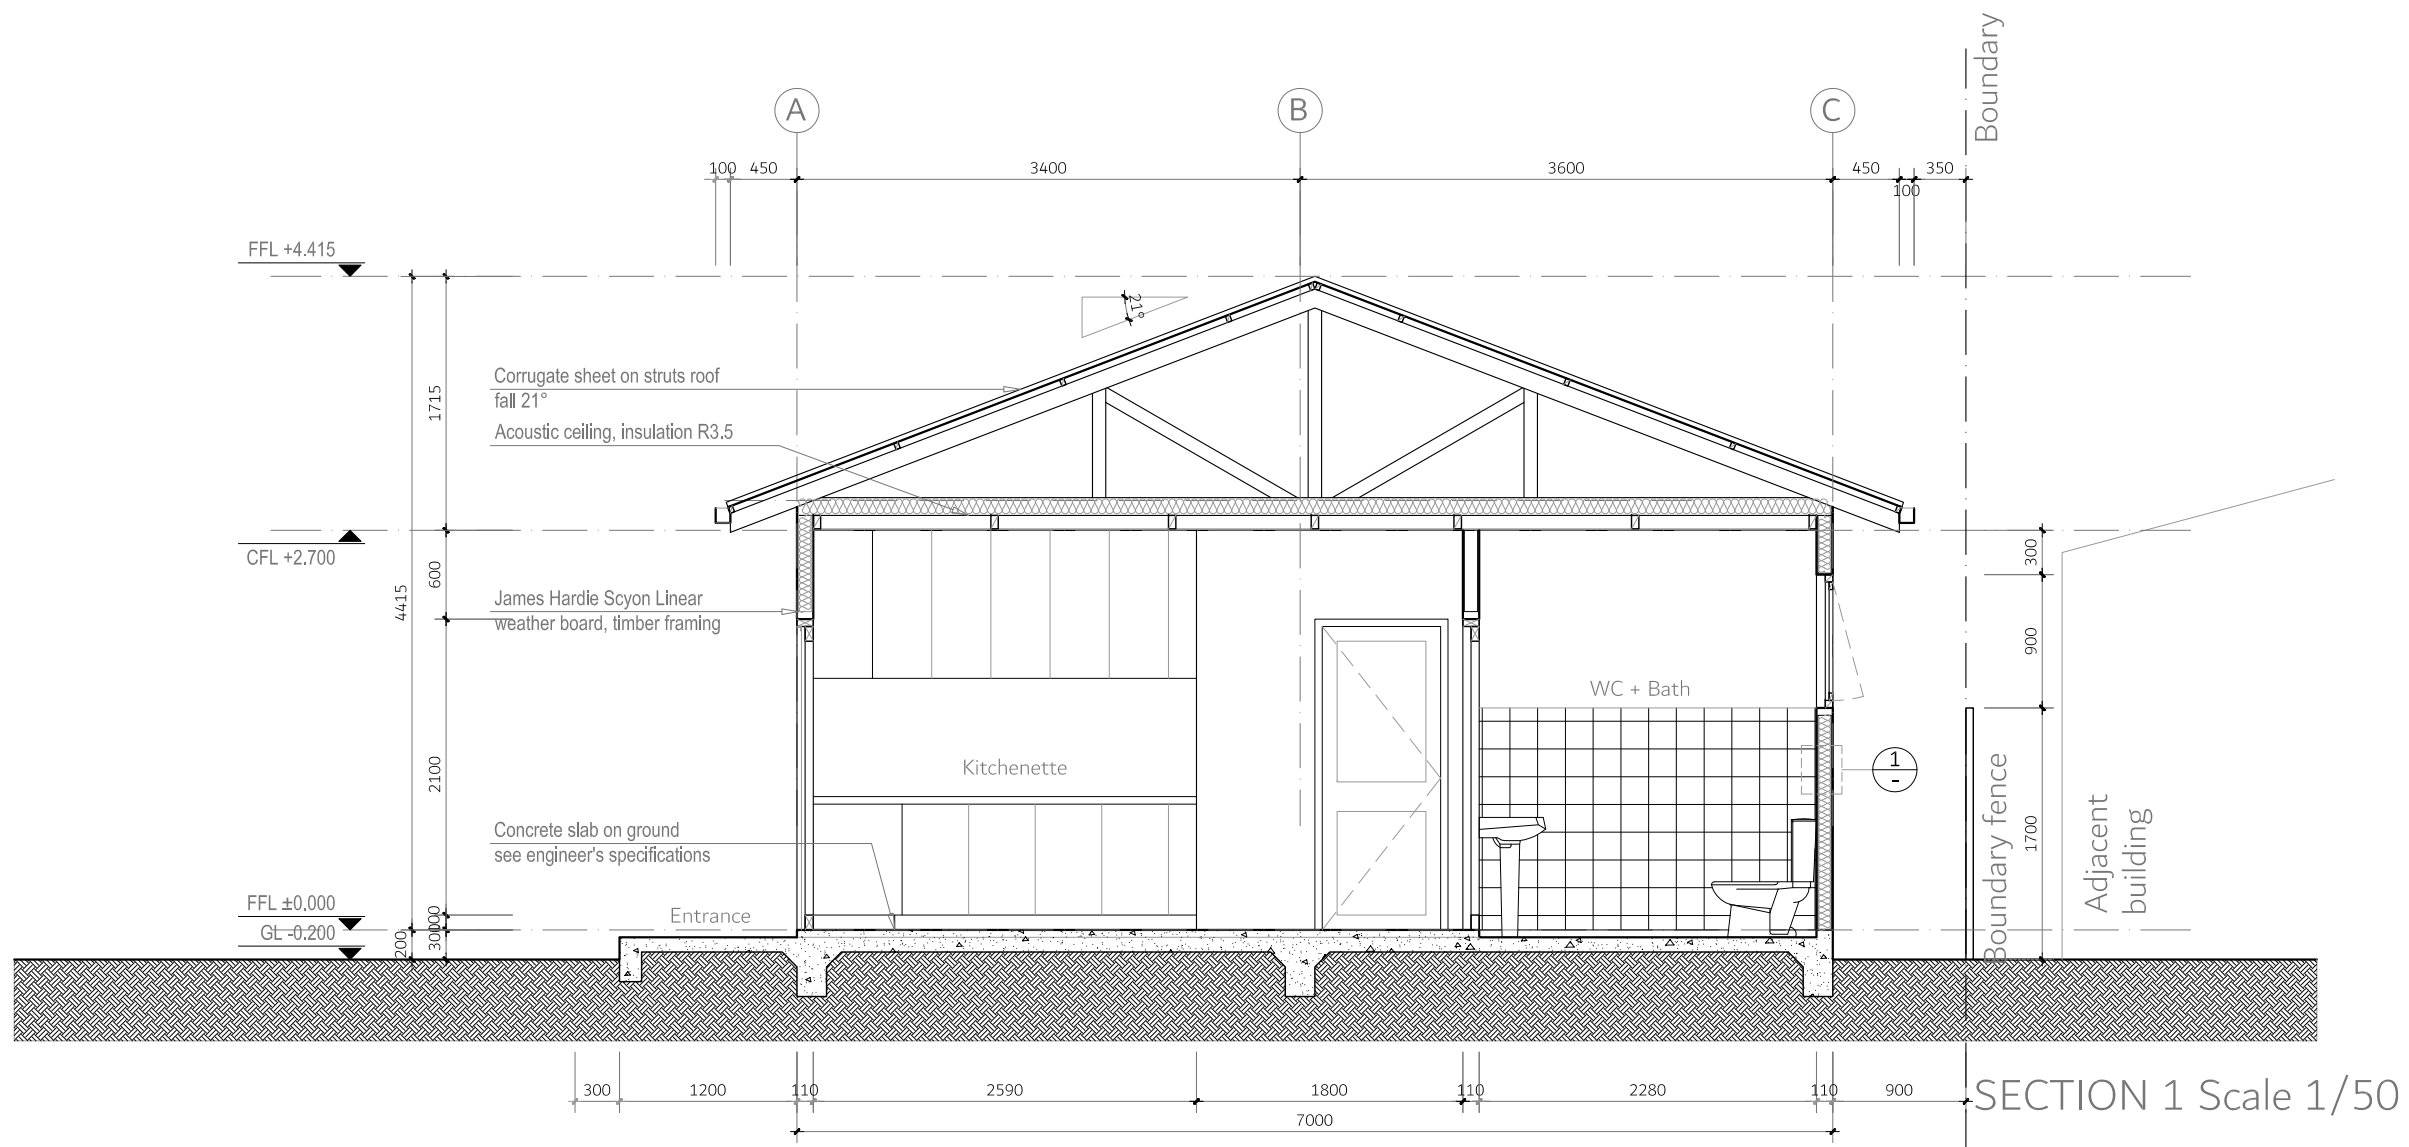 Boundary
A
B
C
100
450
3400
3600
450
100
350
FFL +4.415
21°
Corrugate sheet on struts roof
fall 21°
Acoustic ceiling, insulation R3.5
1715
CFL +2.700
600
4415
James Hardie Scyon Linear
weather board, timber framing
300
900
WC + Bath
Kitchenette
2100
1
-
1700
Boundary fence
Adjacent
building
Concrete slab on ground
see engineer's specifications
FFL ±0.000
GL -0.200
Entrance
200
300
300
1200
110
2590
1800
110
2280
110
900
7000
SECTION 1 Scale 1/50